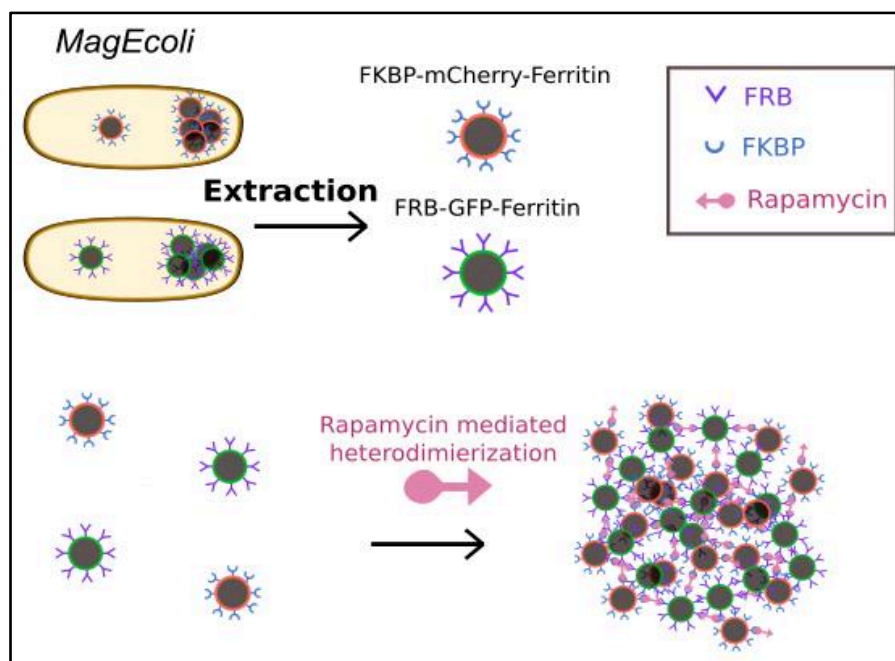 MagEcoli
FKBP-mCherry-Ferritin
Extraction
FRB-GFP-Ferritin
FRB
FKBP
Rapamycin
Rapamycin mediated
heterodimierization